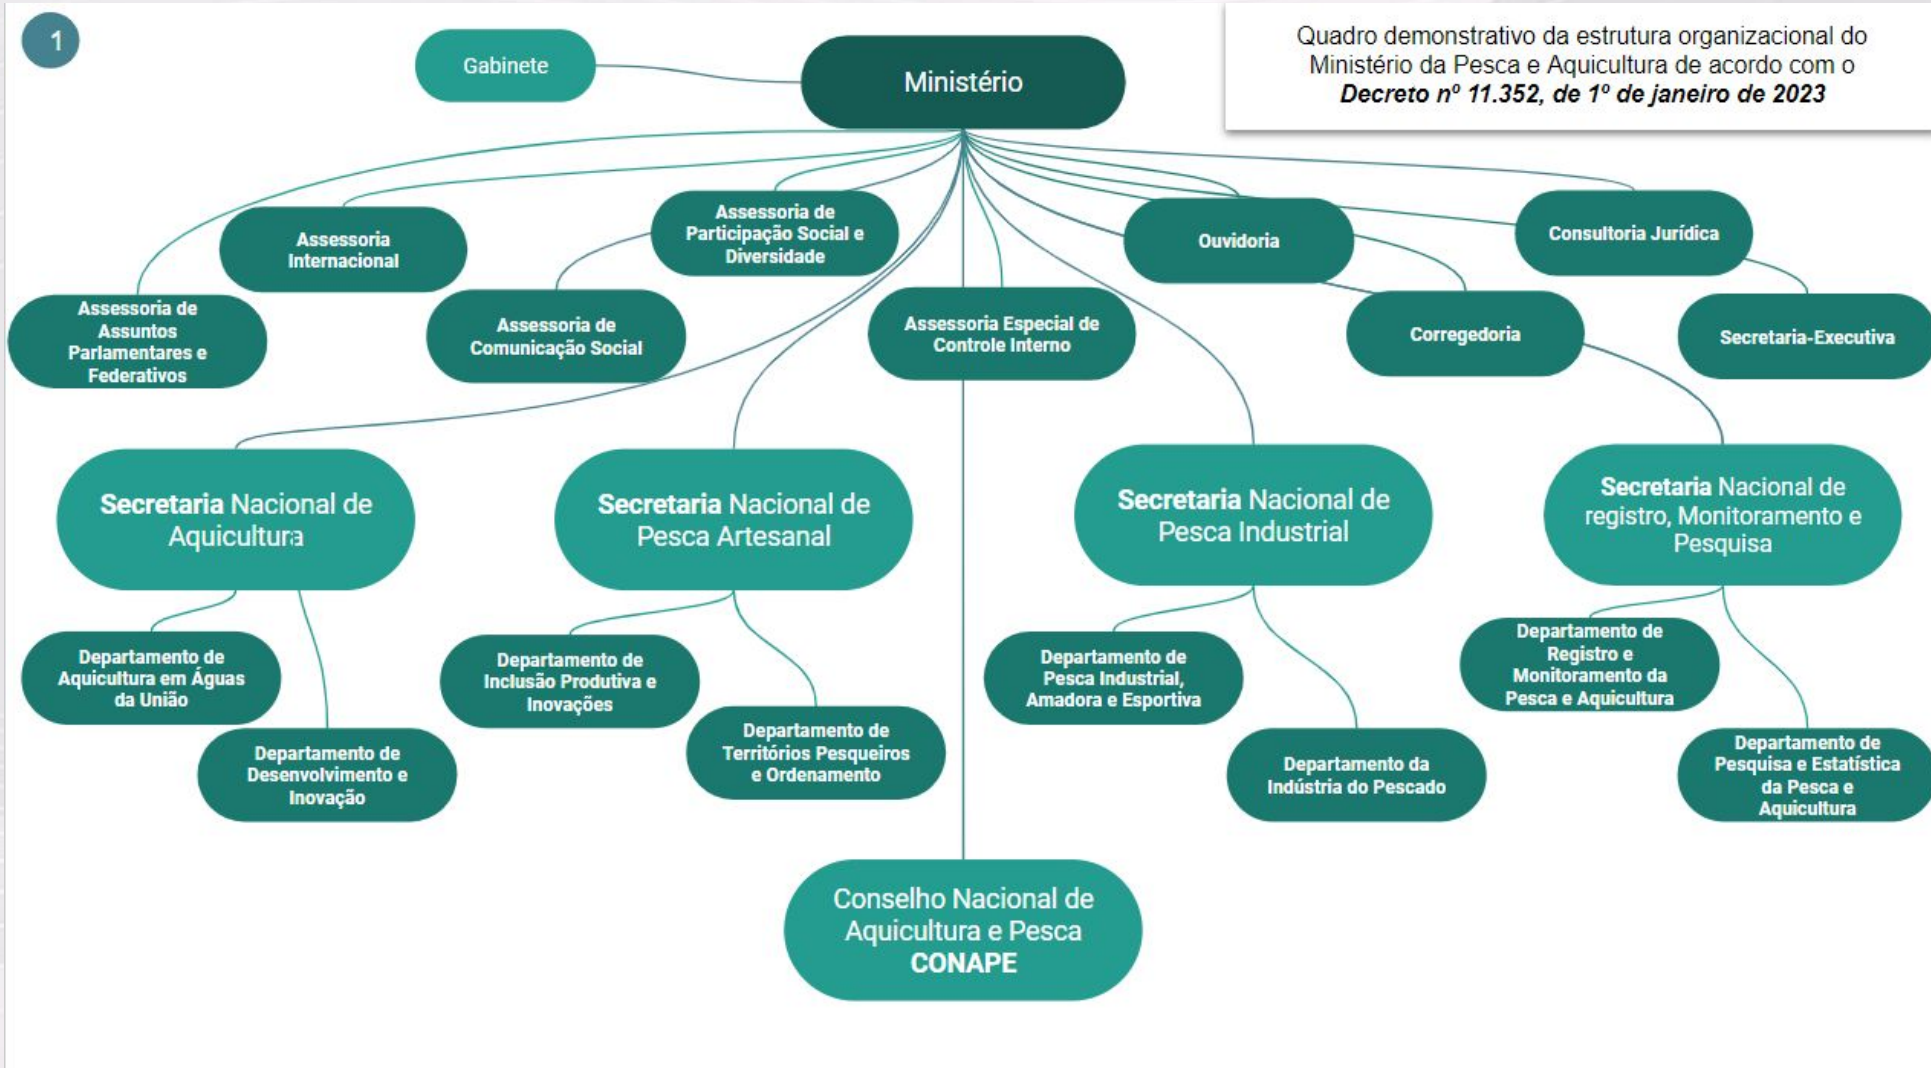 1
Gabinete
Ministério
Quadro demonstrativo da estrutura organizacional do
Ministério da Pesca e Aquicultura de acordo com o
Decreto nº 11.352, de 1º de janeiro de 2023
Assessoria de
Assuntos
Parlamentares e
Federativos
Assessoria
Internacional
Assessoria de
Comunicação Social
Assessoria de
Participação Social e
Diversidade
Assessoria Especial de
Controle Interno
Ouvidoria
Corregedoria
Consultoria Jurídica
Secretaria-Executiva
Secretaria Nacional de
Aquicultura
Secretaria Nacional de
Pesca Artesanal
Secretaria Nacional de
Pesca Industrial
Secretaria Nacional de
registro, Monitoramento e
Pesquisa
Departamento de
Aquicultura em Águas
da União
Departamento de
Desenvolvimento e
Inovação
Departamento de
Inclusão Produtiva e
Inovações
Departamento de
Territórios Pesqueiros
e Ordenamento
Departamento de
Pesca Industrial,
Amadora e Esportiva
Departamento da
Indústria do Pescado
Departamento de
Registro e
Monitoramento da
Pesca e Aquicultura
Departamento de
Pesquisa e Estatística
da Pesca e
Aquicultura
Conselho Nacional de
Aquicultura e Pesca
CONAPE